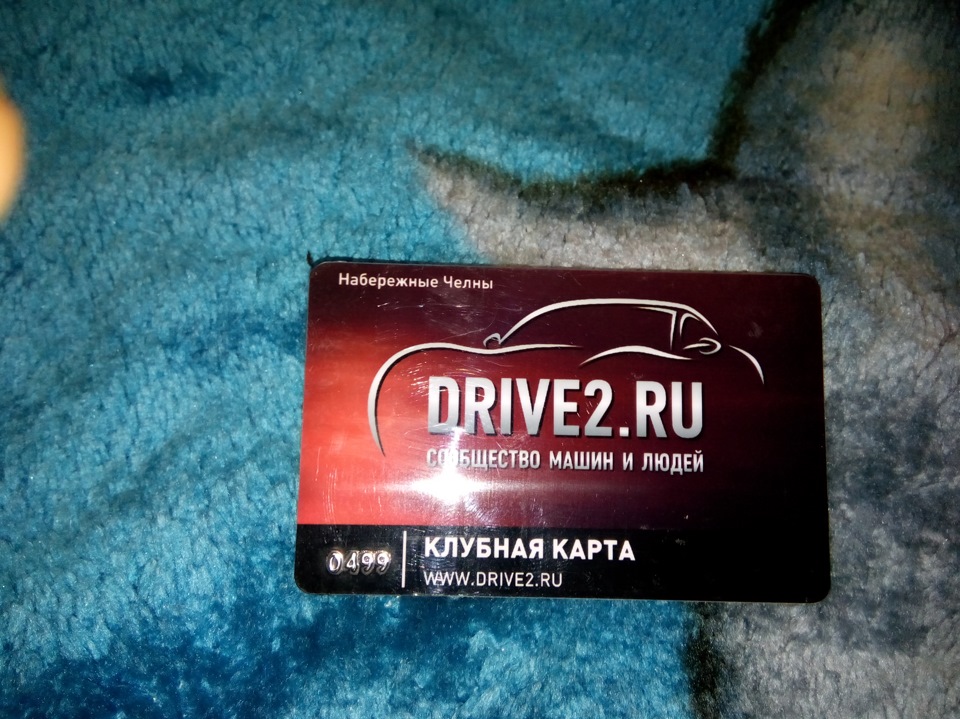 Набережные Челны
DRIVE2.RU
СООБЩЕСТВО МАШИН И ЛЮДЕЙ
КЛУБНАЯ КАРТА
0499
WWW.DRIVE2.RU